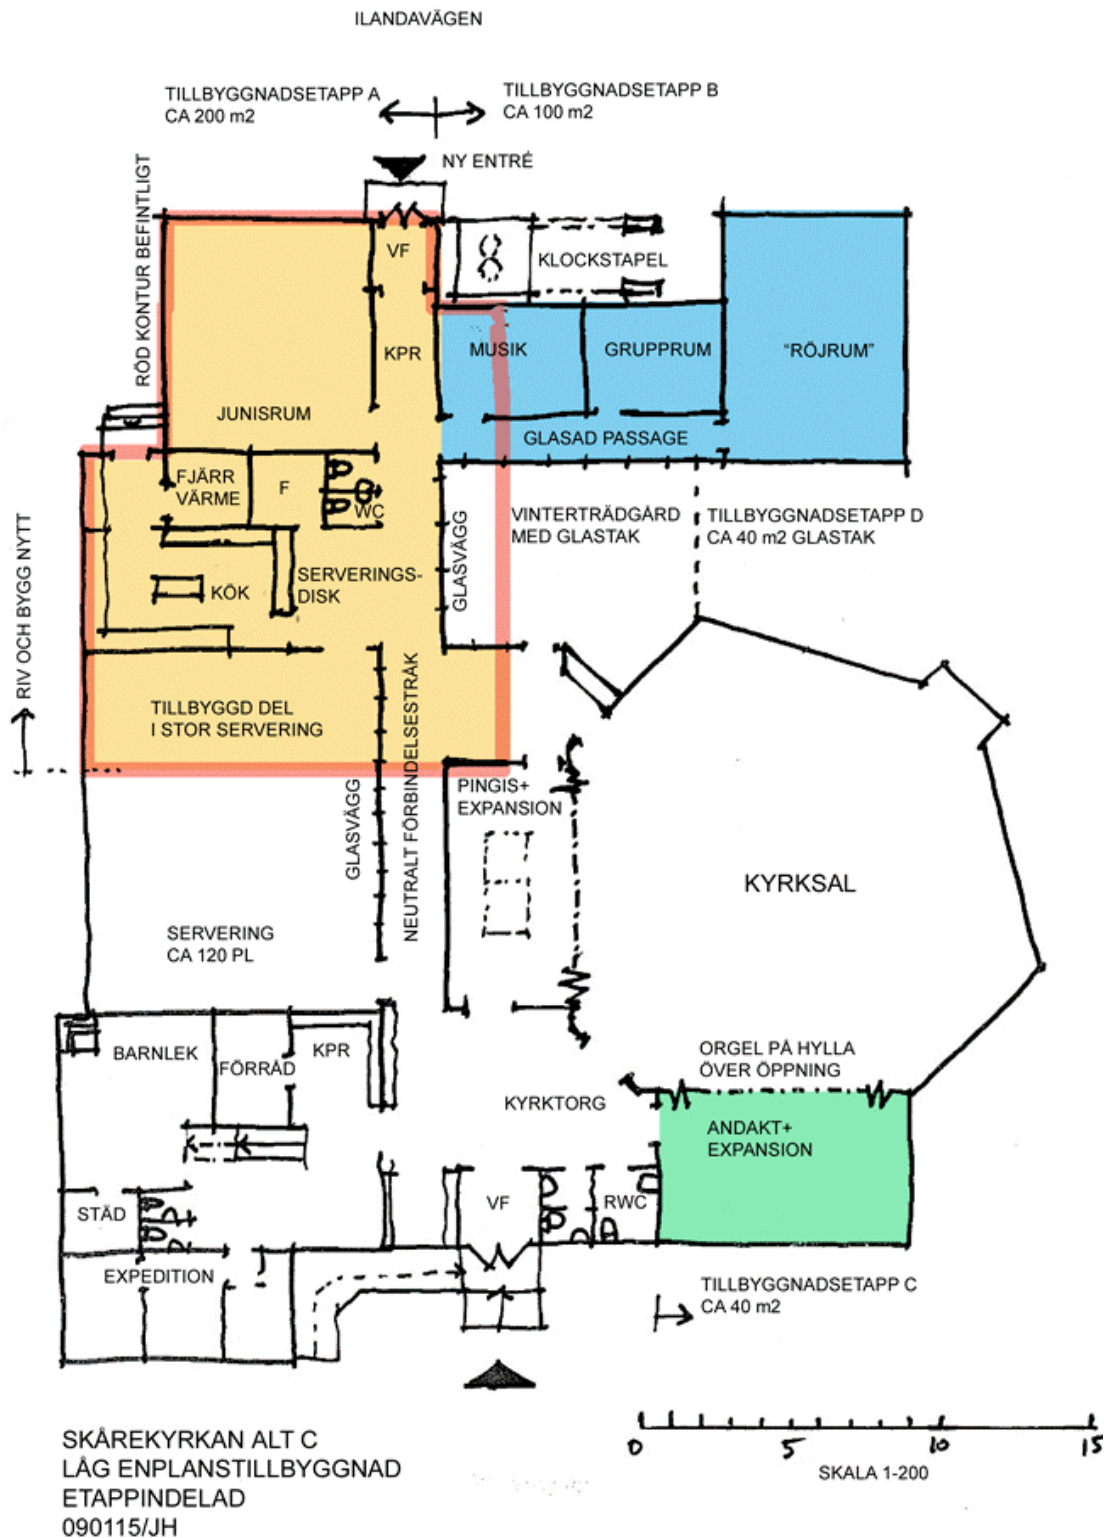 ILANDAVÄGEN
TILLBYGGNADSETAPP A
CA 200 m2
TILLBYGGNADSETAPP B
CA 100 m2
NY ENTRÉ
RÖD KONTUR BEFINTLIGT
VF
KLOCKSTAPEL
KPR
MUSIK
GRUPPRUM
"RÖJRUM"
JUNISRUM
GLASAD PASSAGE
FJÄRR
VÄRME
F
WC
GLASVÄGG
VINTERTRÄDGÅRD
MED GLASTAK
TILLBYGGNADSETAPP D
CA 40 m2 GLASTAK
KÖK
SERVERINGS-
DISK
RIV OCH BYGG NYTT
TILLBYGGD DEL
I STOR SERVERING
NEUTRALT FÖRBINDELSESTRÅK
GLASVÄGG
PINGIS+
EXPANSION
KYRKSAL
SERVERING
CA 120 PL
BARNLEK
FÖRRÅD
KPR
ORGEL PÅ HYLLA
ÖVER ÖPPNING
KYRKTORG
ANDAKT+
EXPANSION
STÄD
VF
RWC
EXPEDITION
TILLBYGGNADSETAPP C
CA 40 m2
0 5 10 15
SKALA 1-200
SKÅREKYRKAN ALT C
LÅG ENPLANSTILLBYGGNAD
ETAPPINDELAD
090115/JH